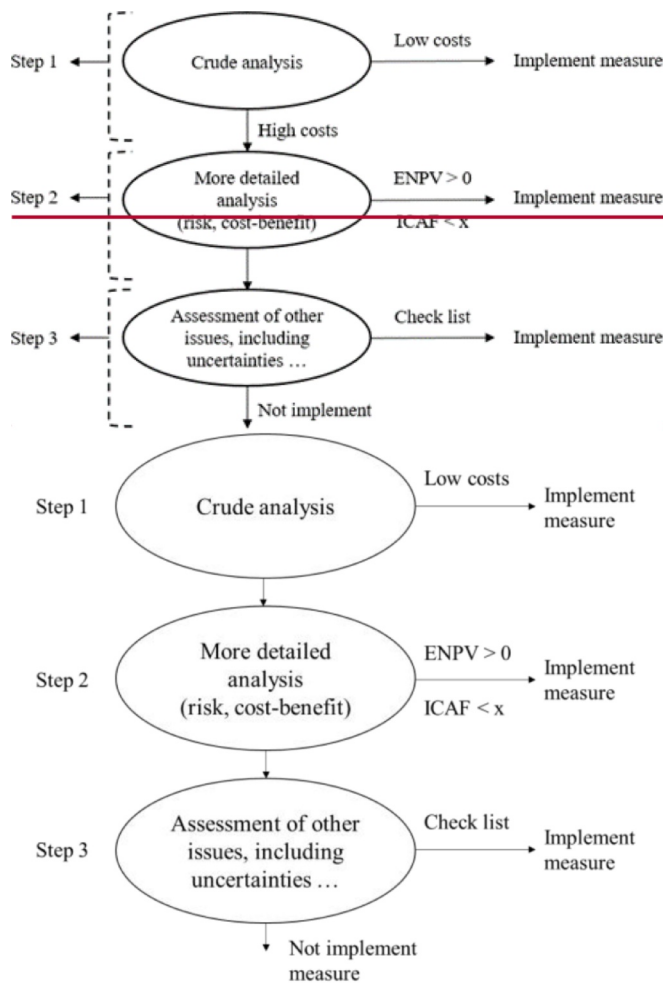 Low costs
Step 1
Crude analysis
Implement measure
High costs
More detailed
analysis
(risk, cost-benefit)
ENPV > 0
Step 2
Implement measure
ICAF < x
Assessment of other
issues, including
uncertainties …
Check list
Step 3
Implement measure
Not implement
Step 1
Crude analysis
Low costs
Implement
measure
Step 2
More detailed
analysis
(risk, cost-benefit)
ENPV > 0
ICAF < x
Implement
measure
Step 3
Assessment of other
issues, including
uncertainties …
Check list
Implement
measure
Not implement
measure